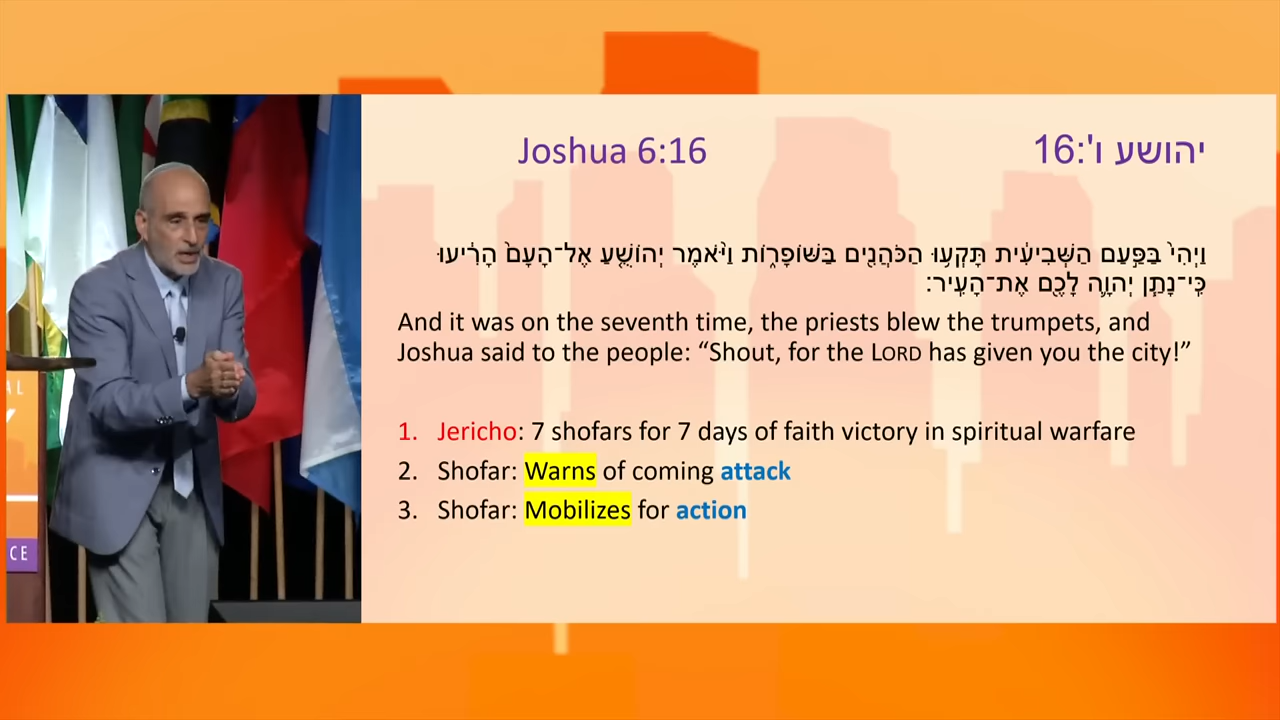 Joshua 6:16
יהושע ו':16
וַיְהִי֙ בַּפַּ֣עַם הַשְּׁבִיעִ֔ית תָּקְע֥וּ הַכֹּהֲנִ֖ים בַּשּׁוֹפָר֑וֹת וַיֹּ֨אמֶר יְהוֹשֻׁ֤עַ אֶל־הָעָם֙ הָרִ֔יעוּ
כִּֽי־נָתַ֧ן יְהוָ֛ה לָכֶ֖ם אֶת־הָעִֽיר׃
And it was on the seventh time, the priests blew the trumpets, and
Joshua said to the people: “Shout, for the LORD has given you the city!”
1. Jericho: 7 shofars for 7 days of faith victory in spiritual warfare
2. Shofar: Warns of coming attack
3. Shofar: Mobilizes for action
AL
CE